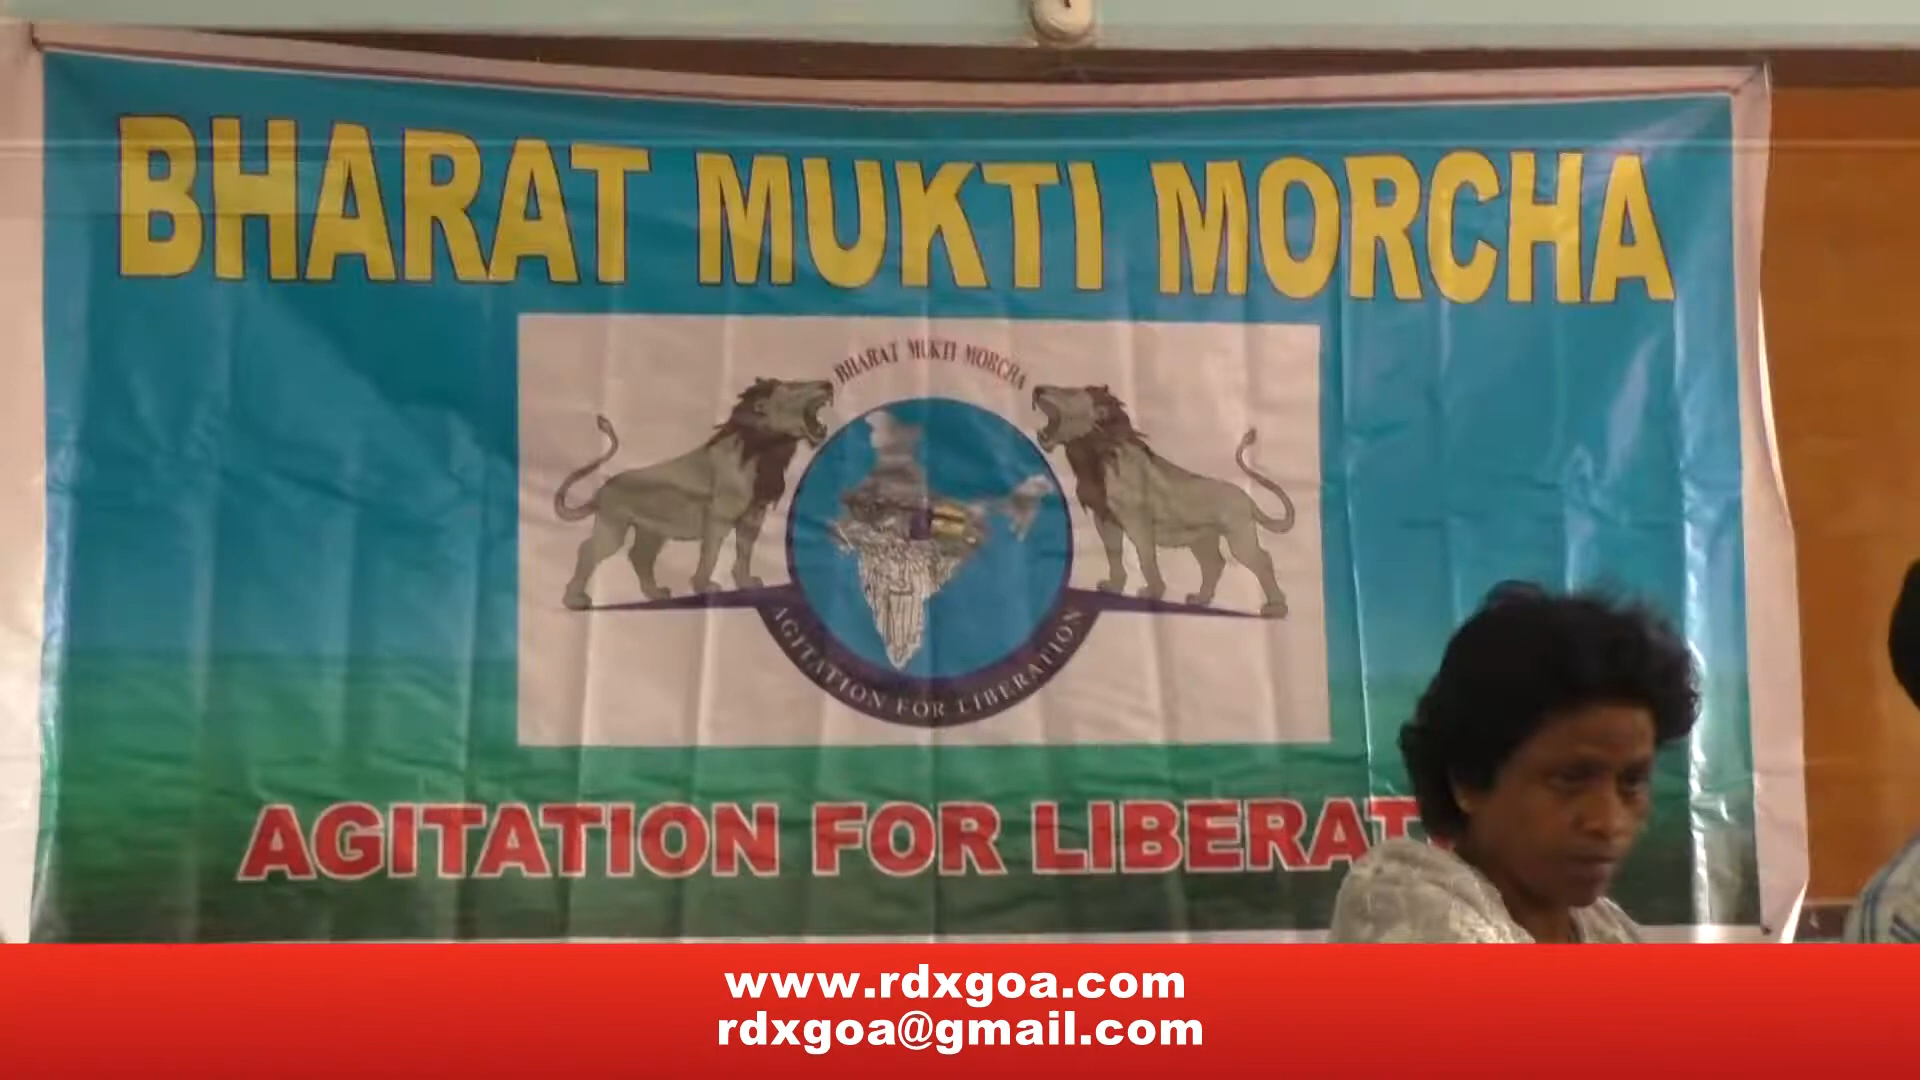 BHARAT MUKTI MORCHA
BHARAT MUKTI MORCHA
AGITATION FOR LIBERATION
AGITATION FOR LIBERAT
www.rdxgoa.com
rdxgoa@gmail.com